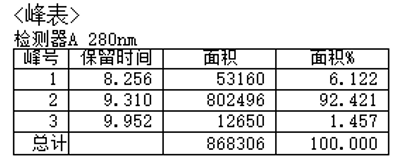 <峰表>
检测器A 280nm
峰号 保留时间 面积 面积%
1 8.256 53160 6.122
2 9.310 802496 92.421
3 9.952 12650 1.457
总计 868306 100.000